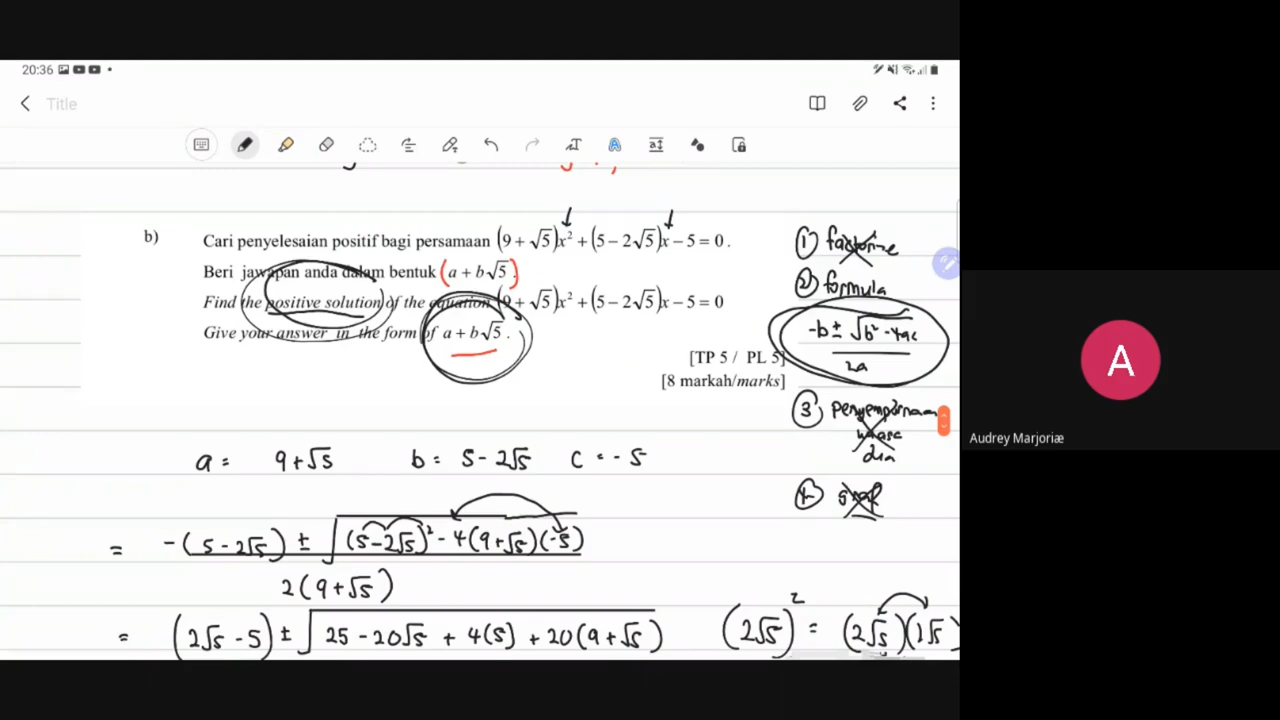 20:36
Title
b) Cari penyelesaian positif bagi persamaan (9 + √5)x² + (5 − 2√5)x − 5 = 0.
Beri jawapan anda dalam bentuk (a + b√5).
Find the positive solution of the equation (9 + √5)x² + (5 − 2√5)x − 5 = 0
Give your answer in the form of a + b√5.
[TP 5 / PL 5]
[8 markah/marks]
① factorize
② formula
-b ± √b² - 4ac
2a
③ penyempurnaan
kuasa
dua
④ graf
a = 9+√5 b = 5 - 2√5 c = - 5
= -(5 - 2√5) ± √(5 - 2√5)² - 4(9+√5)(-5)
2(9+√5)
= (2√5 - 5) ± √25 - 20√5 + 4(5) + 20(9+√5) (2√5)² = (2√5)(2√5)
A
Audrey Marjoriæ